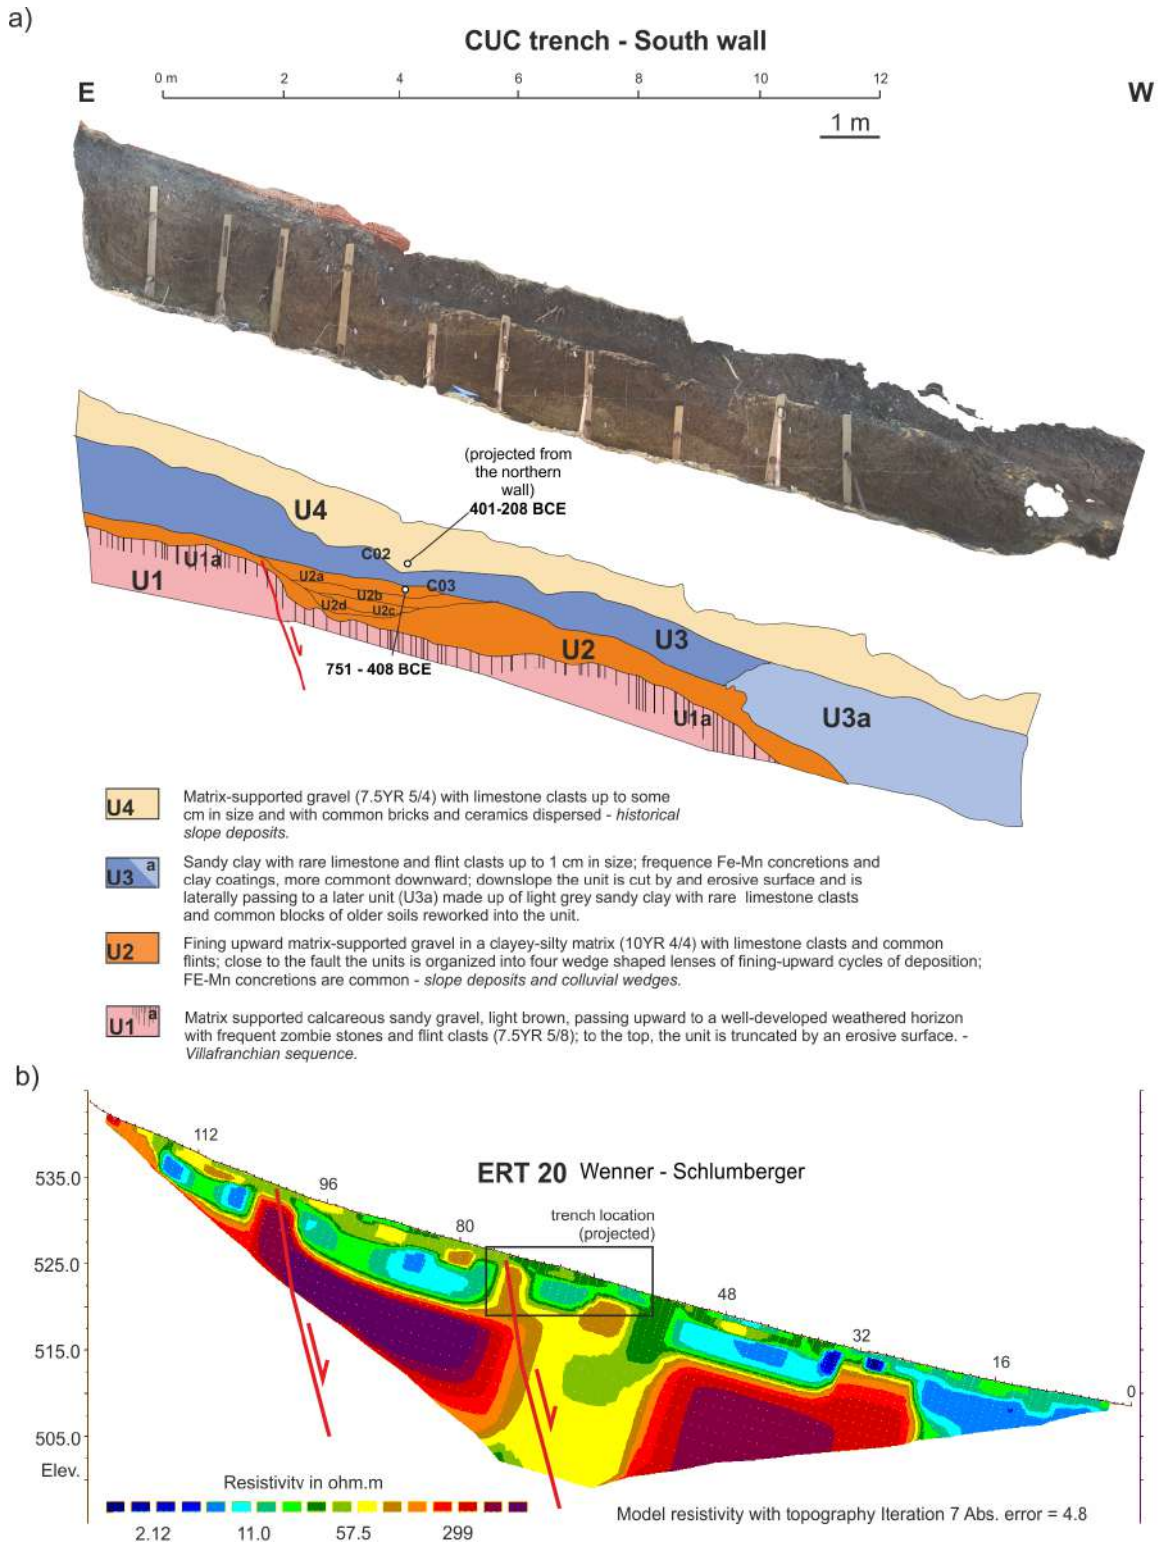 a)
CUC trench - South wall
E
0 m
2
4
6
8
10
12
W
1 m
(projected from
the northern
wall)
401-208 BCE
U4
C02
C03
U1a
U1
U2a
U2b
U2d
U2c
U2
U3
751 - 408 BCE
U1a
U3a
U4
Matrix-supported gravel (7.5YR 5/4) with limestone clasts up to some
cm in size and with common bricks and ceramics dispersed - historical
slope deposits.
a
U3
Sandy clay with rare limestone and flint clasts up to 1 cm in size; frequence Fe-Mn concretions and
clay coatings, more commont downward; downslope the unit is cut by and erosive surface and is
laterally passing to a later unit (U3a) made up of light grey sandy clay with rare limestone clasts
and common blocks of older soils reworked into the unit.
U2
Fining upward matrix-supported gravel in a clayey-silty matrix (10YR 4/4) with limestone clasts and common
flints; close to the fault the units is organized into four wedge shaped lenses of fining-upward cycles of deposition;
FE-Mn concretions are common - slope deposits and colluvial wedges.
a
U1
Matrix supported calcareous sandy gravel, light brown, passing upward to a well-developed weathered horizon
with frequent zombie stones and flint clasts (7.5YR 5/8); to the top, the unit is truncated by an erosive surface. -
Villafranchian sequence.
b)
112
ERT 20 Wenner - Schlumberger
535.0
96
trench location
(projected)
80
525.0
48
515.0
32
16
0
505.0
Elev.
Resistivity in ohm.m
2.12
11.0
57.5
299
Model resistivity with topography Iteration 7 Abs. error = 4.8